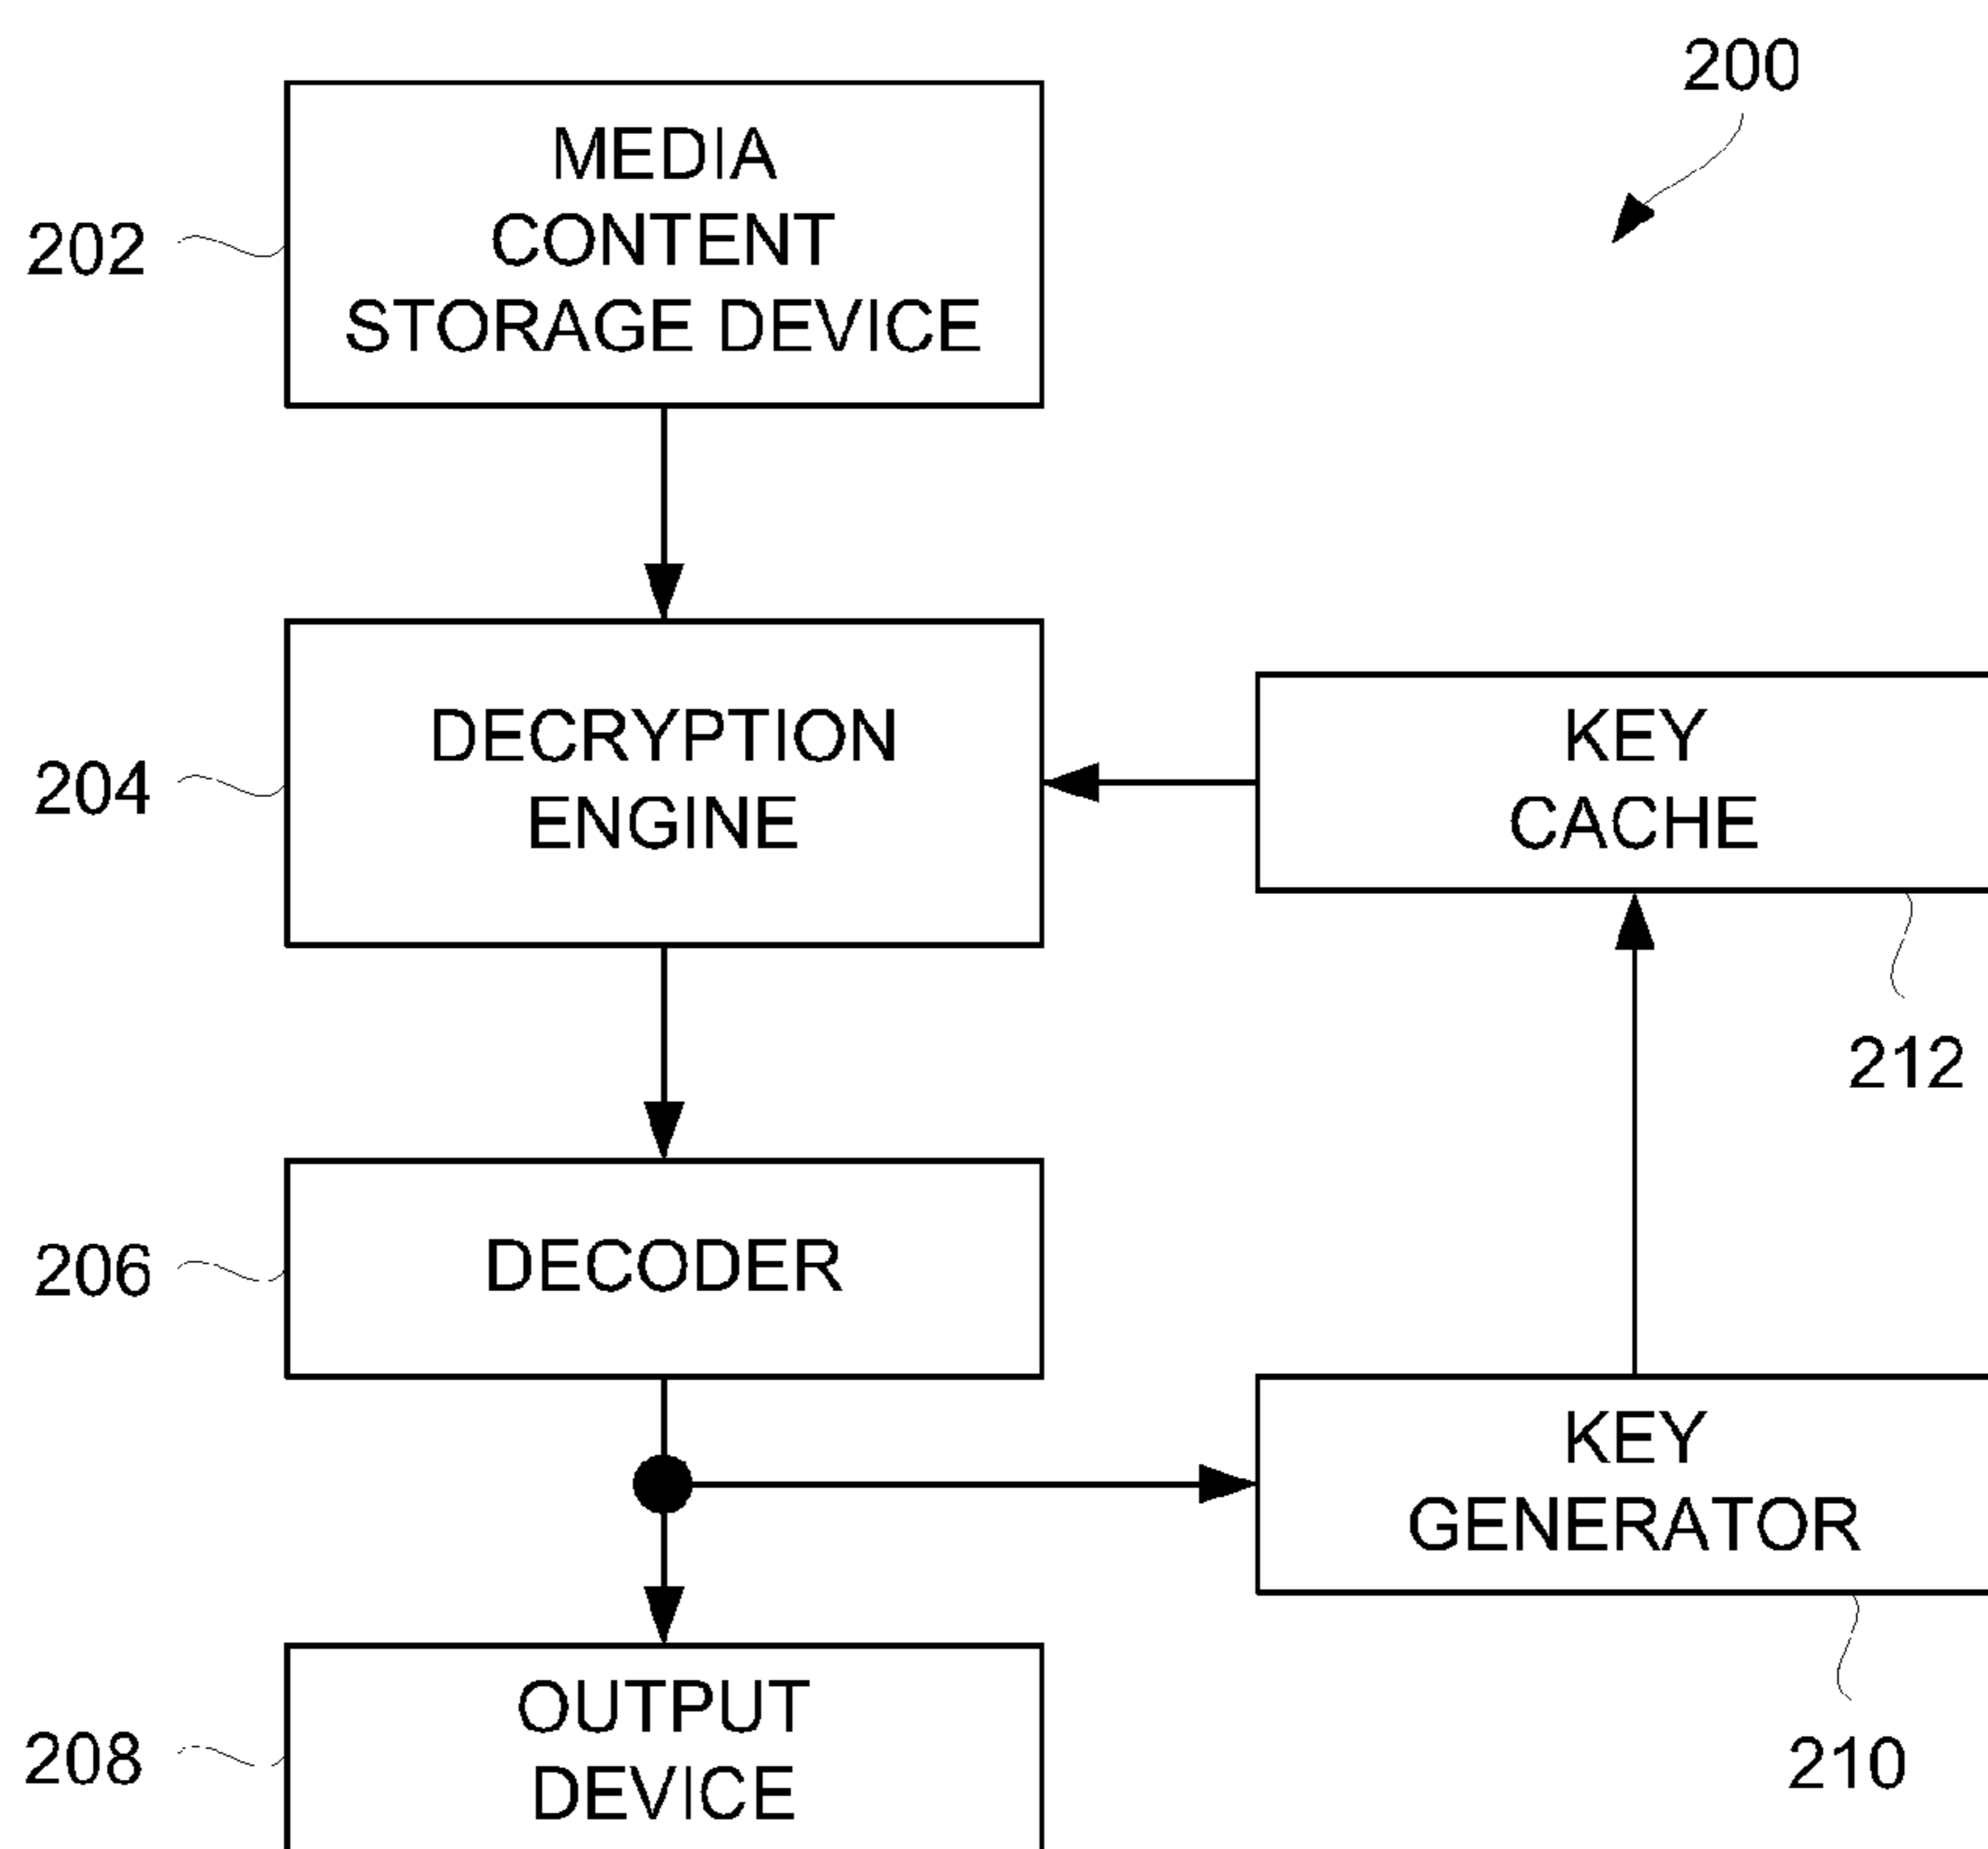 200
MEDIA
CONTENT
STORAGE DEVICE
202
DECRYPTION
ENGINE
204
KEY
CACHE
212
DECODER
206
KEY
GENERATOR
210
OUTPUT
DEVICE
208